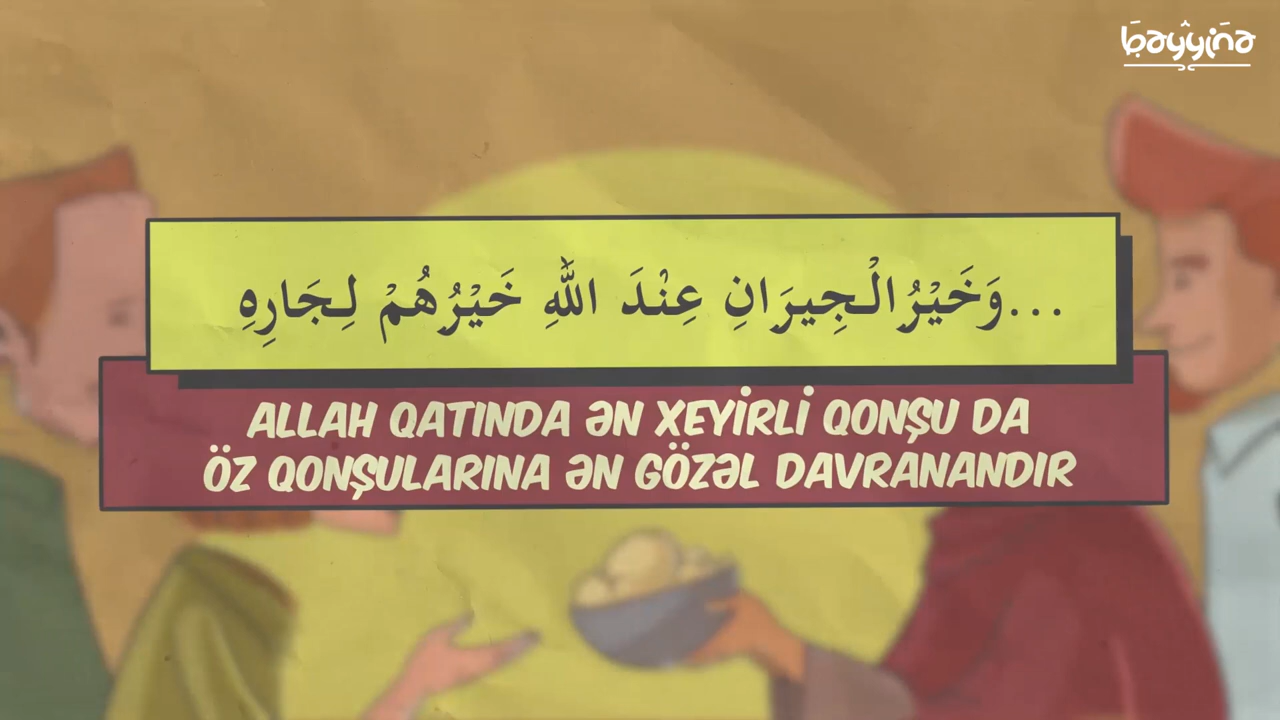 bayyina
...وَخَيْرُ الْجِيرَانِ عِنْدَ اللّٰهِ خَيْرُهُمْ لِجَارِهِ
ALLAH QATINDA ƏN XEYİRLİ QONŞU DA
ÖZ QONŞULARINA ƏN GÖZƏL DAVRANANDIR